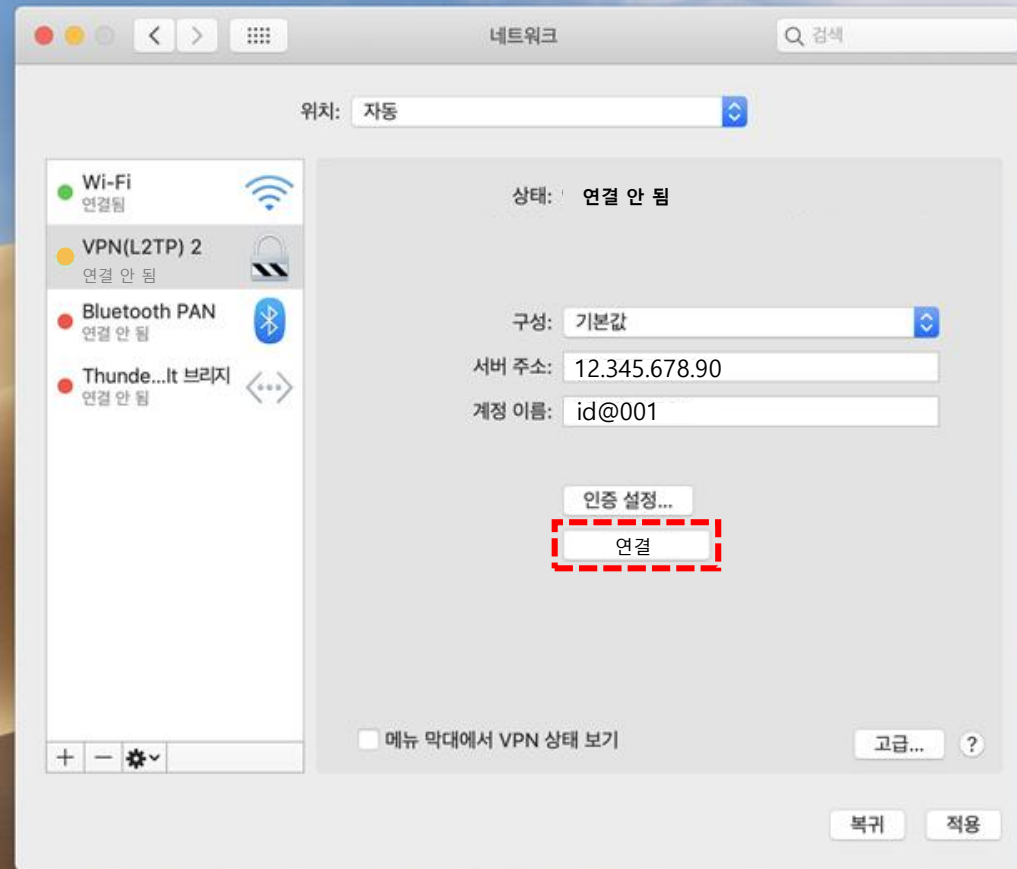 네트워크
검색
위치: 자동
Wi-Fi
연결됨
VPN(L2TP) 2
연결 안 됨
Bluetooth PAN
연결 안 됨
Thunde...lt 브리지
연결 안 됨
상태: 연결 안 됨
구성: 기본값
서버 주소: 12.345.678.90
계정 이름: id@001
인증 설정...
연결
메뉴 막대에서 VPN 상태 보기
고급... ?
복귀 적용